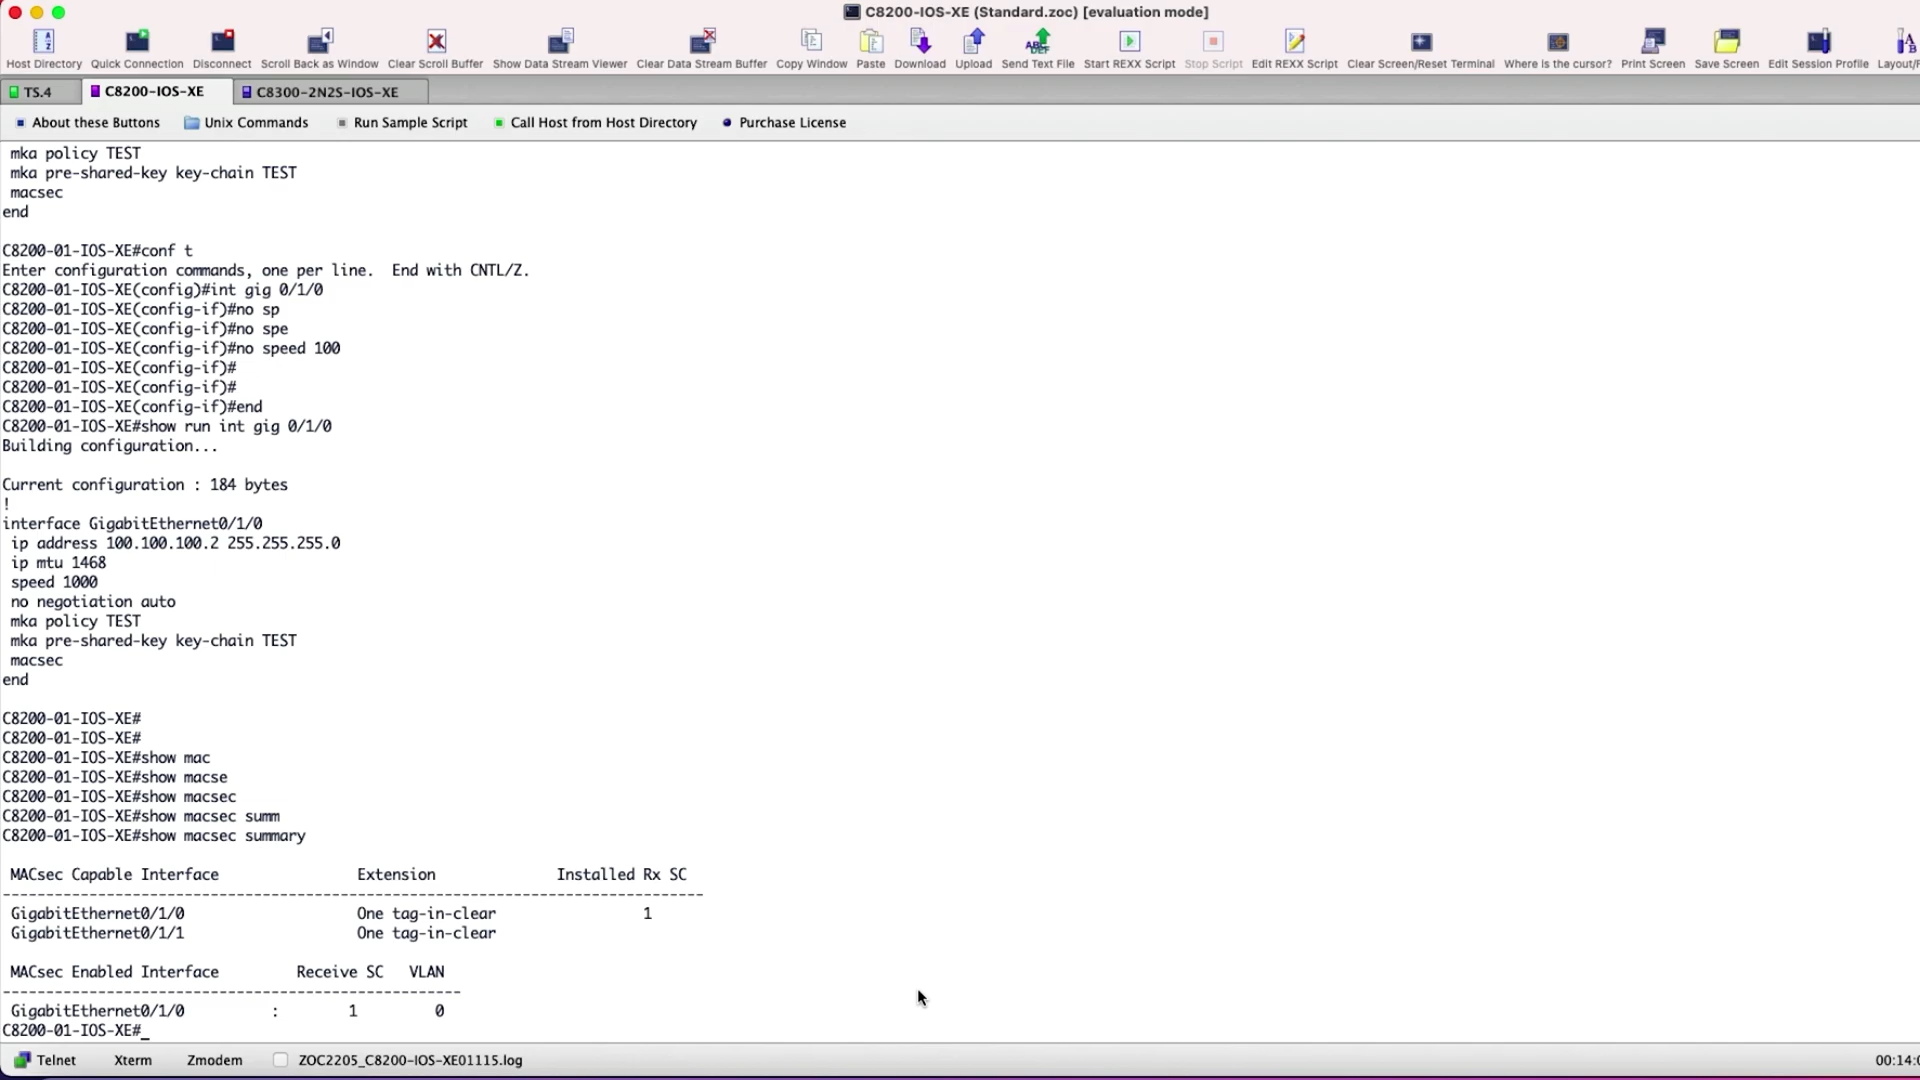 C8200-IOS-XE (Standard.zoc) [evaluation mode]
Host Directory Quick Connection Disconnect Scroll Back as Window Clear Scroll Buffer Show Data Stream Viewer Clear Data Stream Buffer Copy Window Paste Download Upload Send Text File Start REXX Script Stop Script Edit REXX Script Clear Screen/Reset Terminal Where is the cursor? Print Screen Save Screen Edit Session Profile Layout/F
TS.4 C8200-IOS-XE C8300-2N2S-IOS-XE
About these Buttons Unix Commands Run Sample Script Call Host from Host Directory Purchase License
mka policy TEST
mka pre-shared-key key-chain TEST
macsec
end
C8200-01-IOS-XE#conf t
Enter configuration commands, one per line. End with CNTL/Z.
C8200-01-IOS-XE(config)#int gig 0/1/0
C8200-01-IOS-XE(config-if)#no sp
C8200-01-IOS-XE(config-if)#no spe
C8200-01-IOS-XE(config-if)#no speed 100
C8200-01-IOS-XE(config-if)#
C8200-01-IOS-XE(config-if)#
C8200-01-IOS-XE(config-if)#end
C8200-01-IOS-XE#show run int gig 0/1/0
Building configuration...
Current configuration : 184 bytes
!
interface GigabitEthernet0/1/0
ip address 100.100.100.2 255.255.255.0
ip mtu 1468
speed 1000
no negotiation auto
mka policy TEST
mka pre-shared-key key-chain TEST
macsec
end
C8200-01-IOS-XE#
C8200-01-IOS-XE#
C8200-01-IOS-XE#show mac
C8200-01-IOS-XE#show macse
C8200-01-IOS-XE#show macsec
C8200-01-IOS-XE#show macsec summ
C8200-01-IOS-XE#show macsec summary
MACsec Capable Interface Extension Installed Rx SC
---------------------------------------------------------------------------------
GigabitEthernet0/1/0 One tag-in-clear 1
GigabitEthernet0/1/1 One tag-in-clear
MACsec Enabled Interface Receive SC VLAN
-----------------------------------------------------
GigabitEthernet0/1/0 : 1 0
C8200-01-IOS-XE#_
Telnet Xterm Zmodem ZOC2205_C8200-IOS-XE01115.log 00:14:0